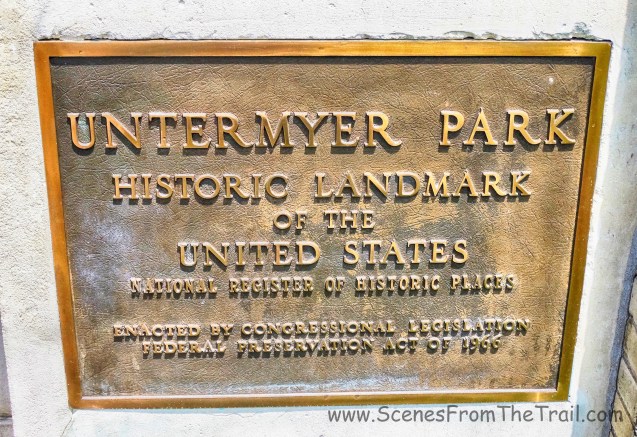 UNTERMYER PARK
HISTORIC LANDMARK
OF THE
UNITED STATES
NATIONAL REGISTER OF HISTORIC PLACES
ENACTED BY CONGRESSIONAL LEGISLATION
FEDERAL PRESERVATION ACT OF 1966
www.ScenesFromTheTrail.com